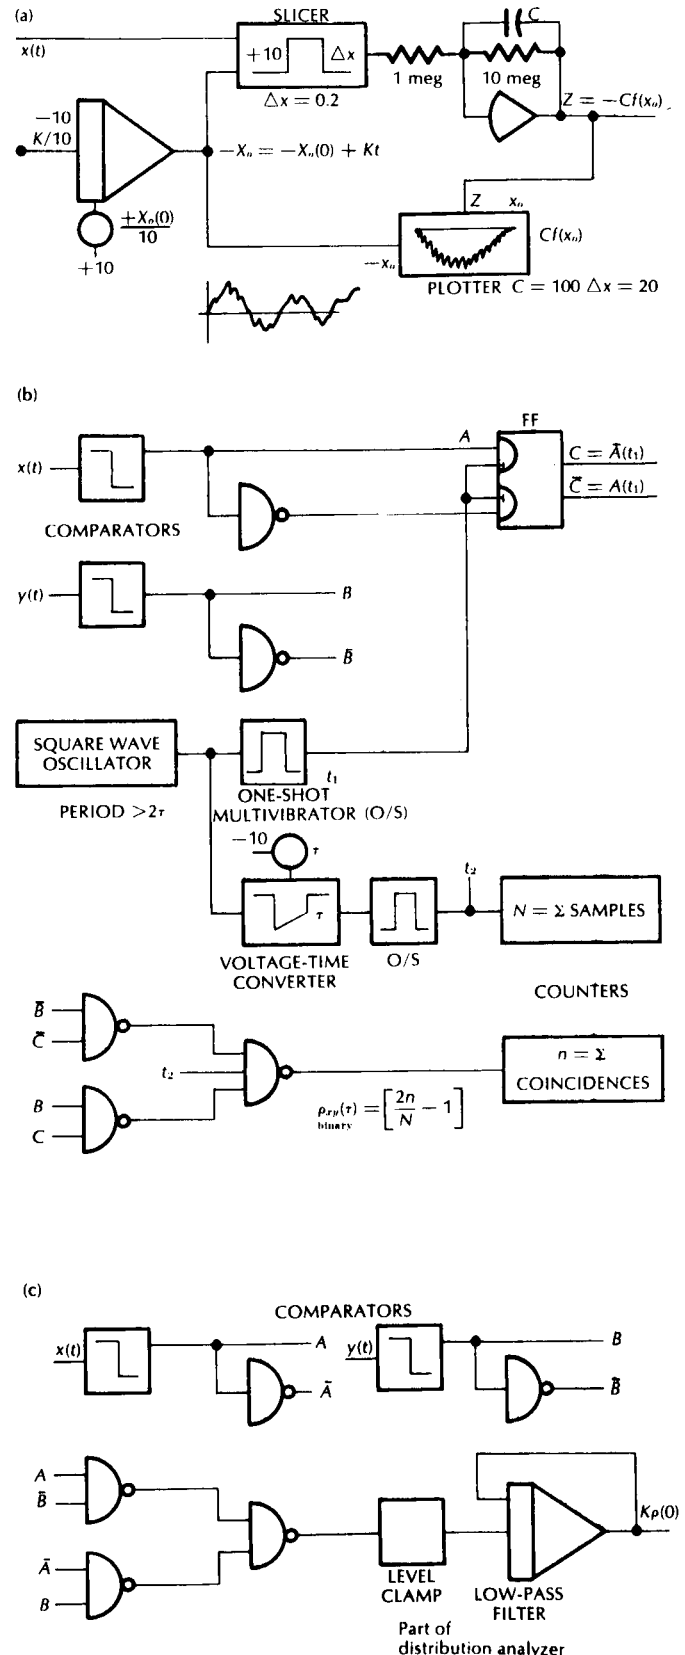 (a)
SLICER
x(t)
+10
Δx
Δx = 0.2
C
1 meg
10 meg
Z = −Cf(xₙ)
−10
K/10
−Xₙ = −Xₙ(0) + Kt
+Xₙ(0)
10
+10
Z xₙ
Cf(xₙ)
−xₙ
PLOTTER C = 100 Δx = 20
(b)
FF
A
C = Ā(t₁)
C̄ = A(t₁)
x(t)
COMPARATORS
y(t)
B
B̄
SQUARE WAVE
OSCILLATOR
t₁
PERIOD >2τ
ONE-SHOT
MULTIVIBRATOR (O/S)
−10
τ
t₂
τ
N = Σ SAMPLES
VOLTAGE-TIME
CONVERTER
O/S
COUNTERS
B̄
C̄
t₂
n = Σ
COINCIDENCES
B
C
ρxy(τ) = [2n/N − 1]
binary
(c)
COMPARATORS
x(t)
A
y(t)
B
Ā
B̄
A
B̄
Kρ(0)
Ā
B
LEVEL
CLAMP
LOW-PASS
FILTER
Part of
distribution analyzer